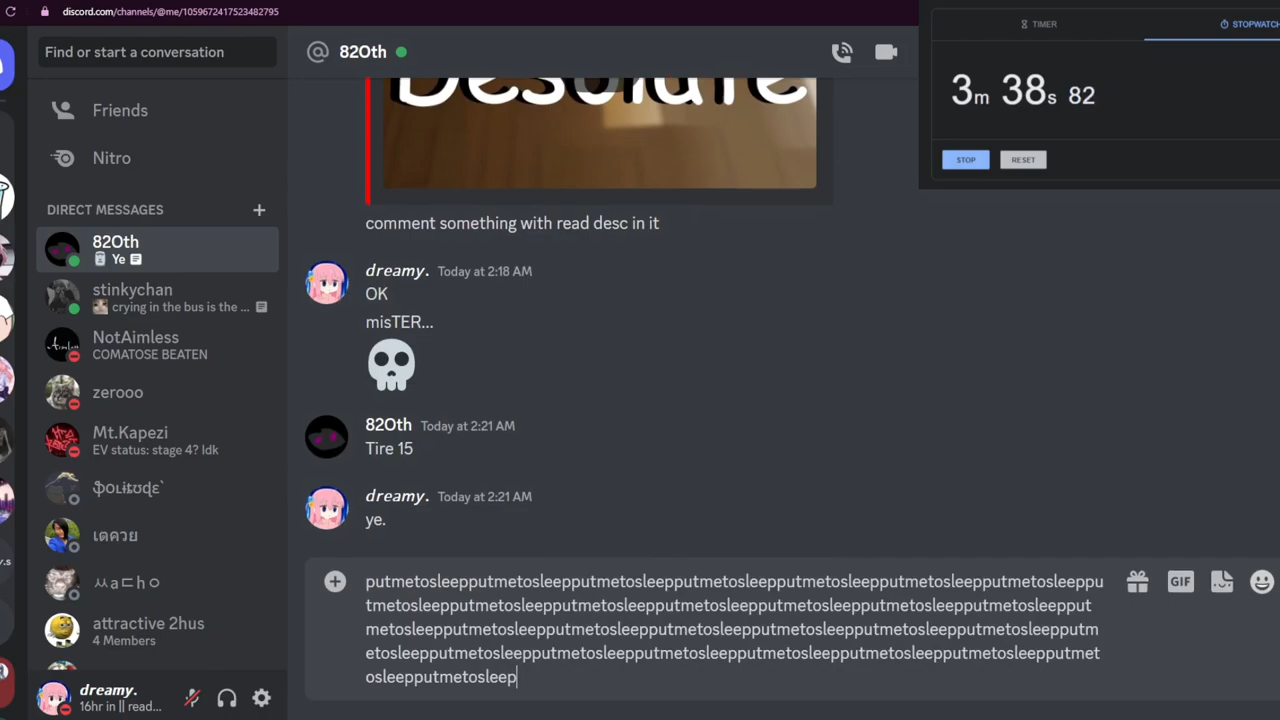 discord.com/channels/@me/1059672417523482795
TIMER
STOPWATCH
3m 38s 82
STOP
RESET
Find or start a conversation
Friends
Nitro
DIRECT MESSAGES
82Oth
Ye
stinkychan
crying in the bus is the ...
NotAimless
COMATOSE BEATEN
zerooo
Mt.Kapezi
EV status: stage 4? Idk
เตควย
ㅆaㄷhㅇ
attractive 2hus
4 Members
dreamy.
16hr in || read...
82Oth
Desolate
comment something with read desc in it
dreamy. Today at 2:18 AM
OK
misTER...
82Oth Today at 2:21 AM
Tire 15
dreamy. Today at 2:21 AM
ye.
putmetosleepputmetosleepputmetosleepputmetosleepputmetosleepputmetosleepputmetosleeppu
tmetosleepputmetosleepputmetosleepputmetosleepputmetosleepputmetosleepputmetosleepput
metosleepputmetosleepputmetosleepputmetosleepputmetosleepputmetosleepputmetosleepputm
etosleepputmetosleepputmetosleepputmetosleepputmetosleepputmetosleepputmetosleepputmet
osleepputmetosleep
GIF